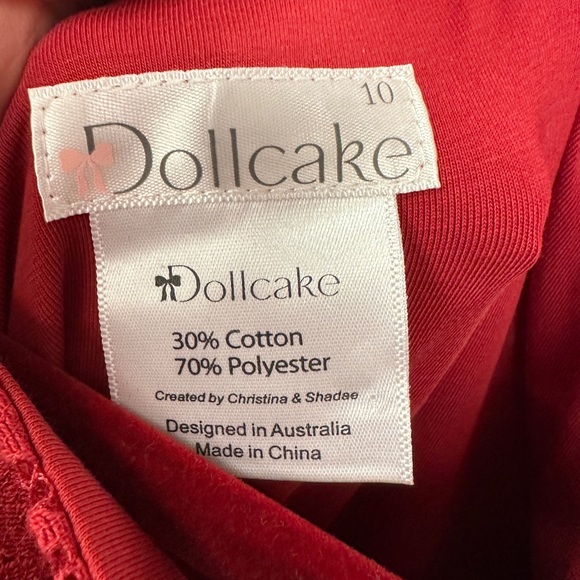 10
Dollcake
Dollcake
30% Cotton
70% Polyester
Created by Christina & Shadae
Designed in Australia
Made in China